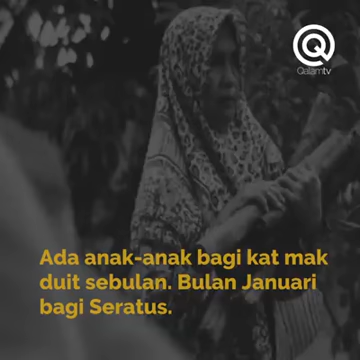 Qalamtv
Ada anak-anak bagi kat mak
duit sebulan. Bulan Januari
bagi Seratus.